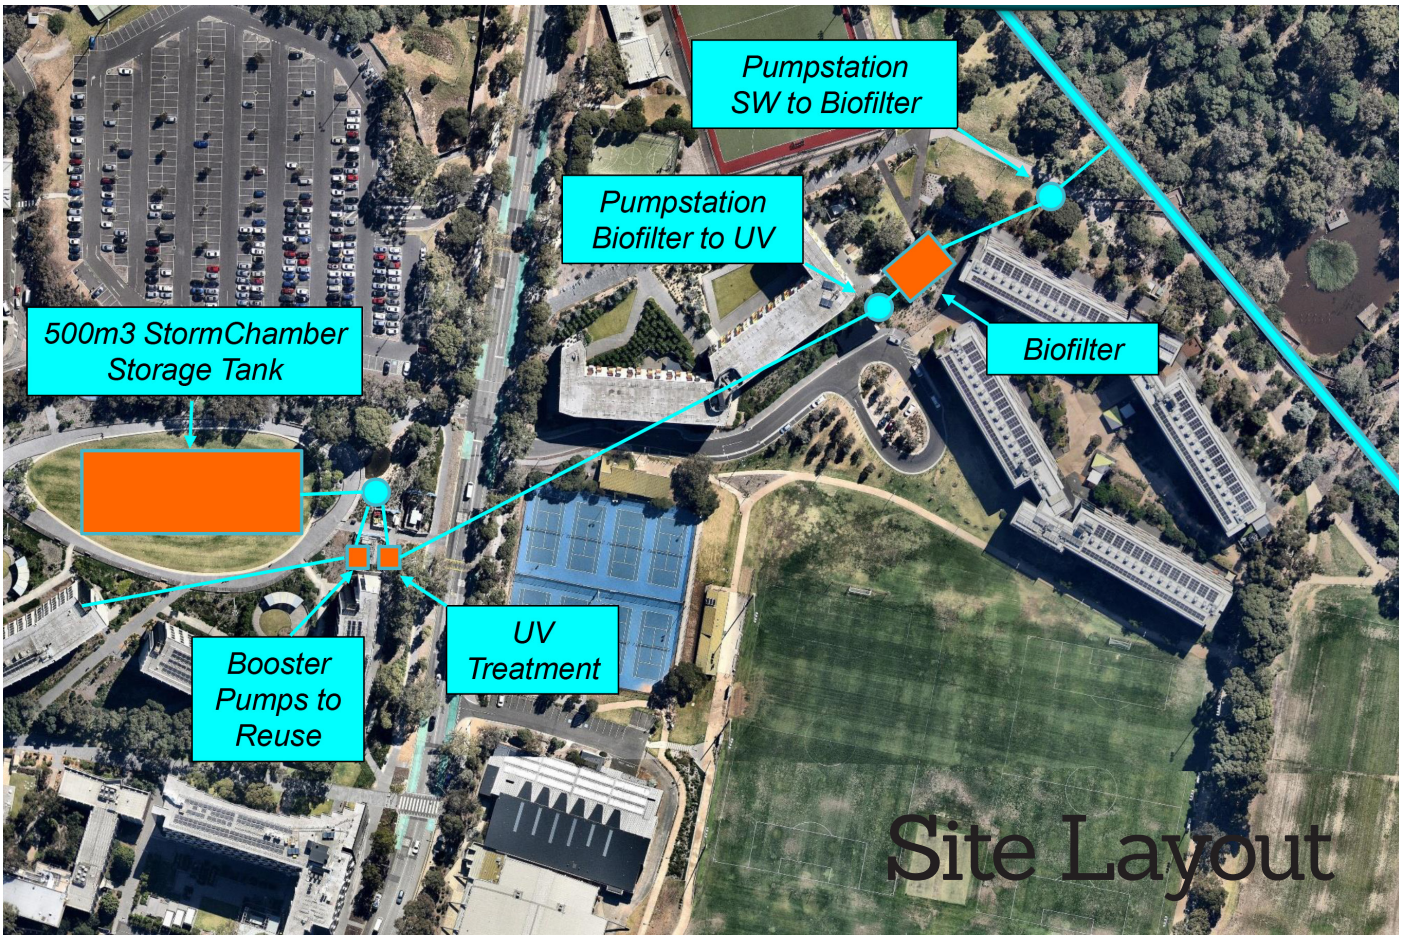 Pumpstation
SW to Biofilter
Pumpstation
Biofilter to UV
500m3 StormChamber
Storage Tank
Biofilter
UV
Treatment
Booster
Pumps to
Reuse
Site Layout